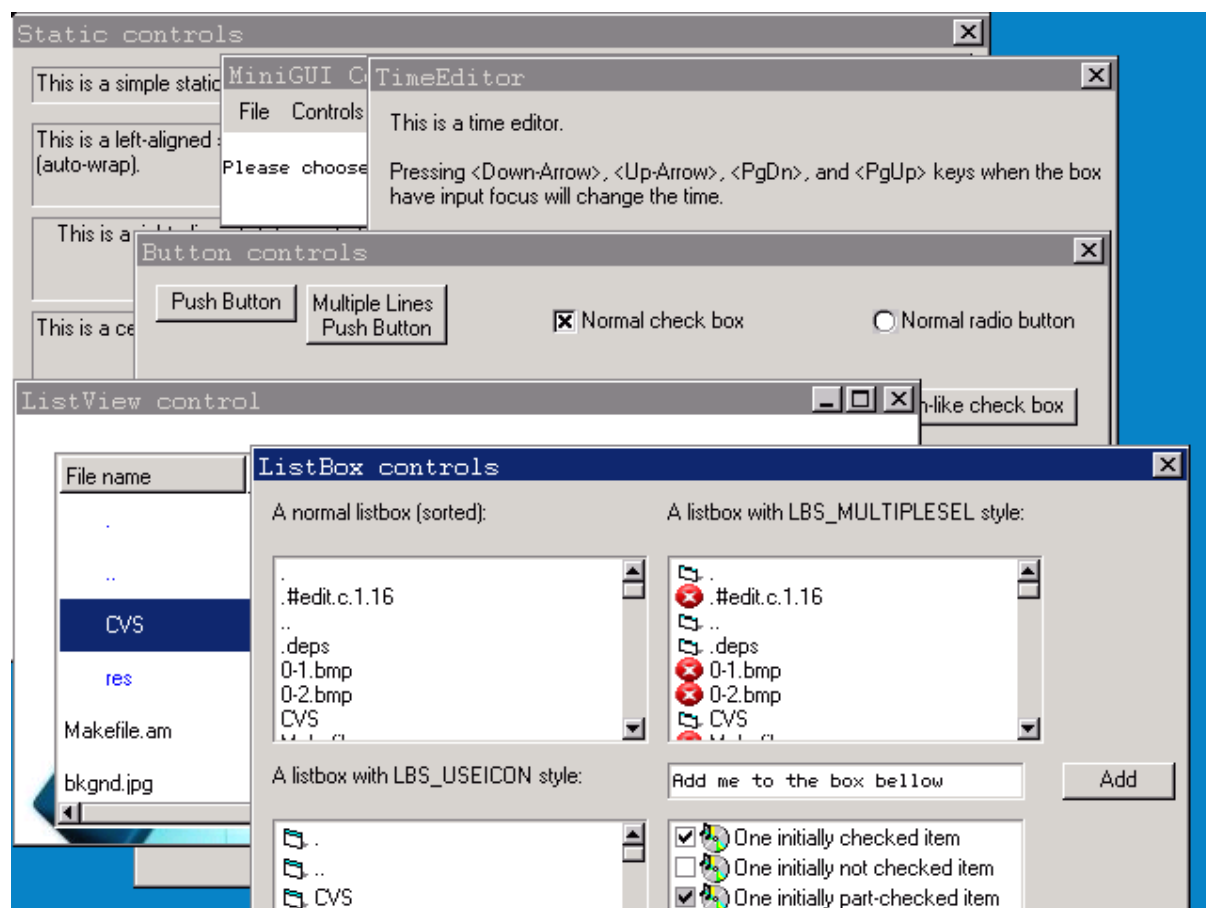 Static controls
This is a simple static
This is a left-aligned
(auto-wrap).
This is a
This is a ce
MiniGUI C
File Controls
Please choose
TimeEditor
This is a time editor.
Pressing <Down-Arrow>, <Up-Arrow>, <PgDn>, and <PgUp> keys when the box
have input focus will change the time.
Button controls
Push Button
Multiple Lines
Push Button
Normal check box
Normal radio button
-like check box
ListView control
File name
.
..
CVS
res
Makefile.am
bkgnd.jpg
ListBox controls
A normal listbox (sorted):
.
.#edit.c.1.16
..
.deps
0-1.bmp
0-2.bmp
CVS
A listbox with LBS_MULTIPLESEL style:
.
.#edit.c.1.16
..
.deps
0-1.bmp
0-2.bmp
CVS
A listbox with LBS_USEICON style:
.
..
CVS
Add me to the box bellow
Add
One initially checked item
One initially not checked item
One initially part-checked item